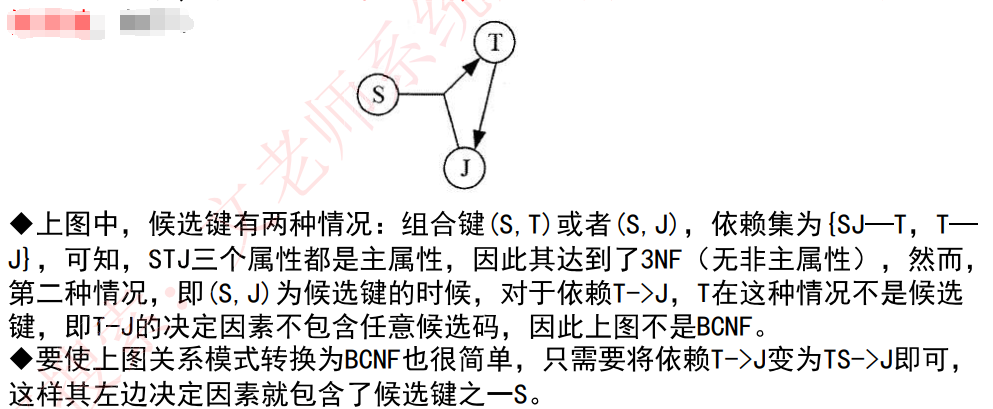 T
S
J
◆上图中，候选键有两种情况：组合键(S,T)或者(S,J)，依赖集为{SJ—T，T—
J}，可知，STJ三个属性都是主属性，因此其达到了3NF（无非主属性），然而，
第二种情况，即(S,J)为候选键的时候，对于依赖T->J，T在这种情况不是候选
键，即T-J的决定因素不包含任意候选码，因此上图不是BCNF。
◆要使上图关系模式转换为BCNF也很简单，只需要将依赖T->J变为TS->J即可，
这样其左边决定因素就包含了候选键之一S。
文老师系统